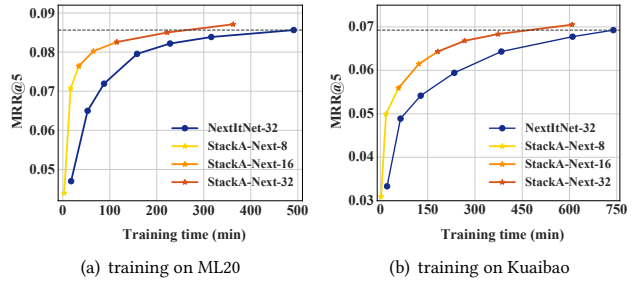 0.09
0.08
0.07
0.06
0.05
MRR@5
NextItNet-32
StackA-Next-8
StackA-Next-16
StackA-Next-32
0 100 200 300 400 500
Training time (min)
(a) training on ML20
0.07
0.06
0.05
0.04
0.03
MRR@5
NextItNet-32
StackA-Next-8
StackA-Next-16
StackA-Next-32
0 150 300 450 600 750
Training time (min)
(b) training on Kuaibao